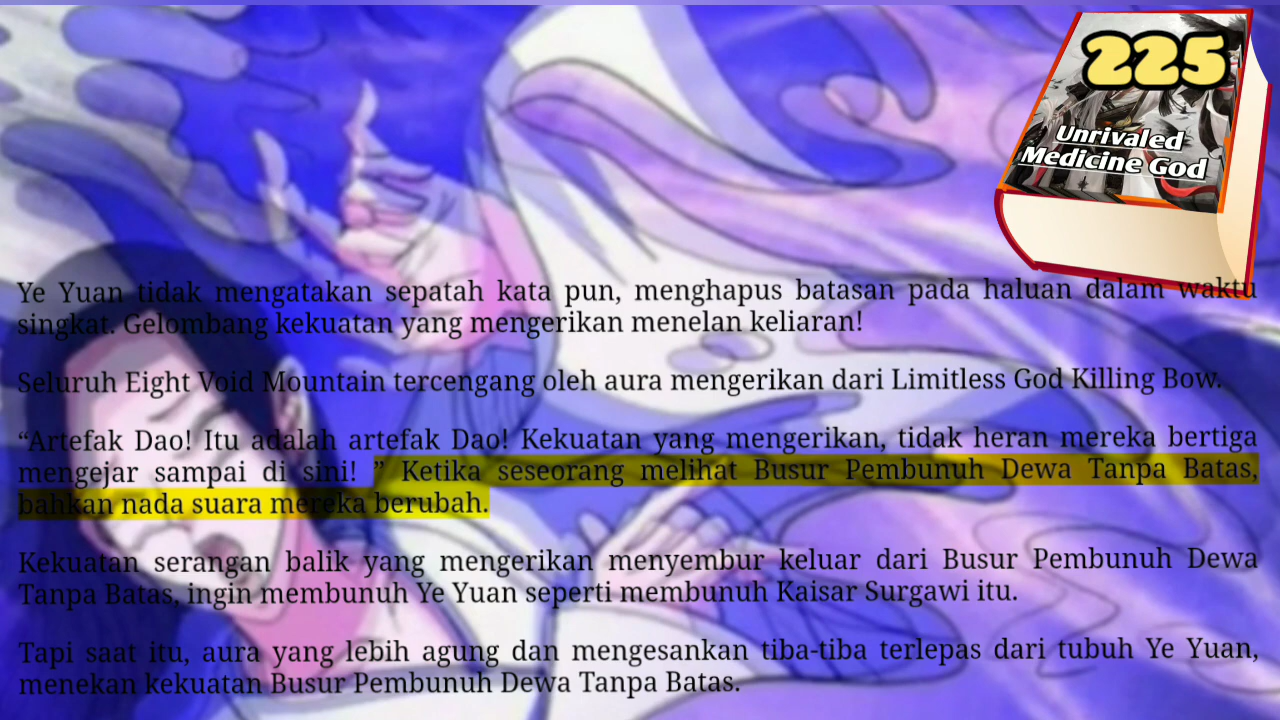 225
Unrivaled
Medicine God
Ye Yuan tidak mengatakan sepatah kata pun, menghapus batasan pada haluan dalam waktu
singkat. Gelombang kekuatan yang mengerikan menelan keliaran!
Seluruh Eight Void Mountain tercengang oleh aura mengerikan dari Limitless God Killing Bow.
“Artefak Dao! Itu adalah artefak Dao! Kekuatan yang mengerikan, tidak heran mereka bertiga
mengejar sampai di sini! ” Ketika seseorang melihat Busur Pembunuh Dewa Tanpa Batas,
bahkan nada suara mereka berubah.
Kekuatan serangan balik yang mengerikan menyembur keluar dari Busur Pembunuh Dewa
Tanpa Batas, ingin membunuh Ye Yuan seperti membunuh Kaisar Surgawi itu.
Tapi saat itu, aura yang lebih agung dan mengesankan tiba-tiba terlepas dari tubuh Ye Yuan,
menekan kekuatan Busur Pembunuh Dewa Tanpa Batas.